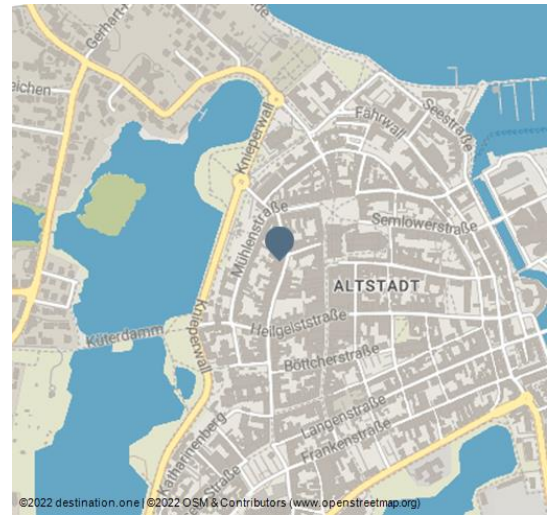 Gerhart-
eichen
Knieperwall
Fährwall
Seestraße
Mühlenstraße
Semlowerstraße
ALTSTADT
Knieperwall
Heilgeiststraße
Küterdamm
Böttcherstraße
Langenstraße
Frankenstraße
Katharinenberg
straße
©2022 destination.one | ©2022 OSM & Contributors (www.openstreetmap.org)